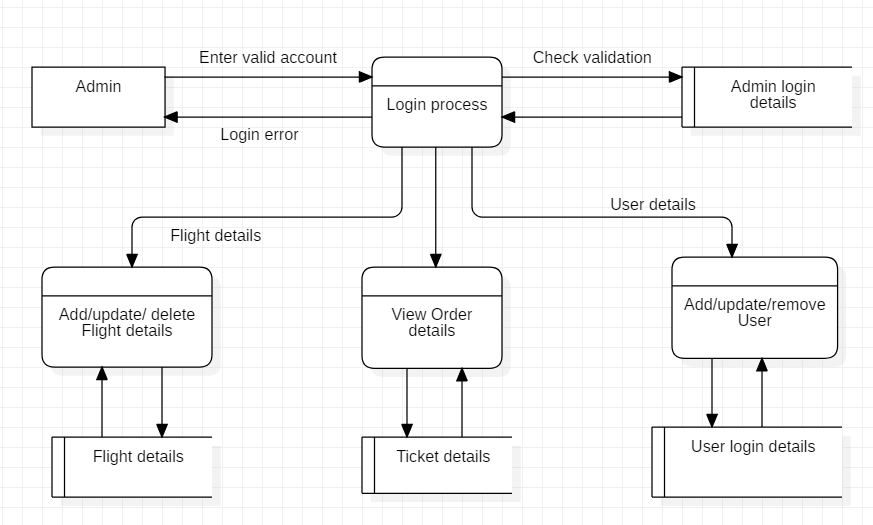 Enter valid account
Check validation
Admin
Login process
Admin login
details
Login error
User details
Flight details
Add/update/ delete
Flight details
View Order
details
Add/update/remove
User
Flight details
Ticket details
User login details